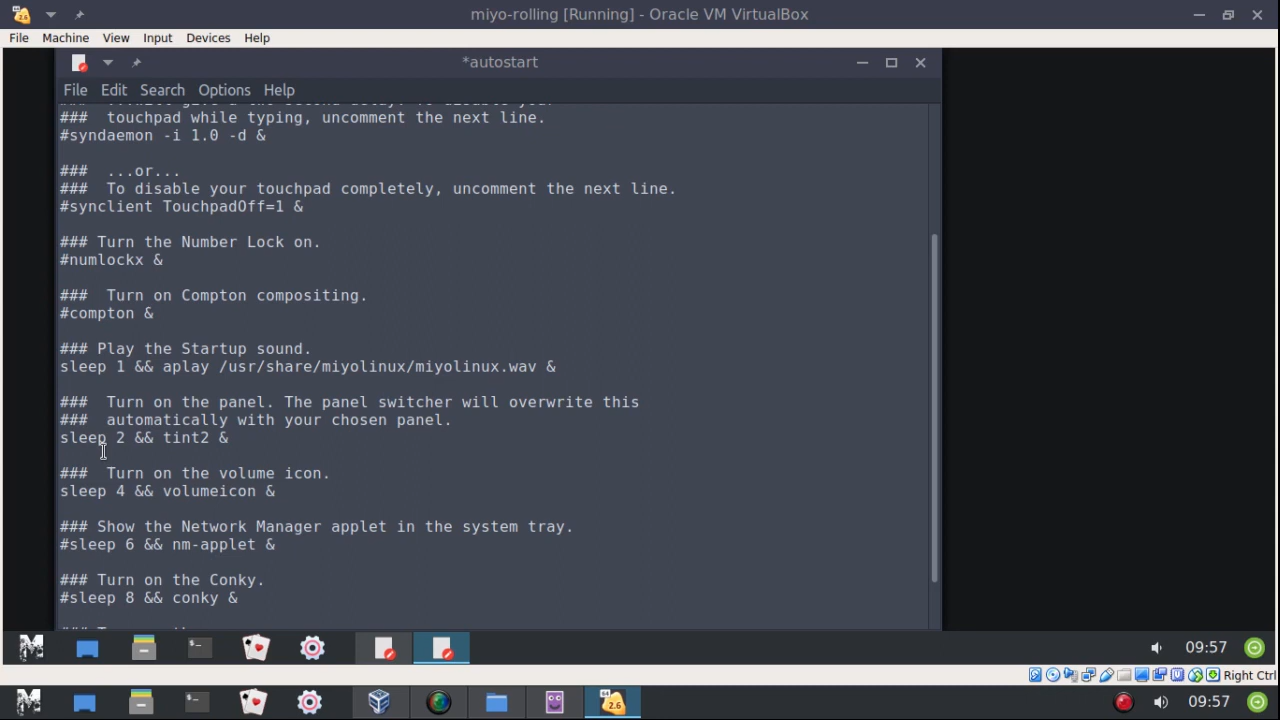 miyo-rolling [Running] - Oracle VM VirtualBox
File Machine View Input Devices Help
*autostart
File Edit Search Options Help
### touchpad while typing, uncomment the next line.
#syndaemon -i 1.0 -d &
### ...or...
### To disable your touchpad completely, uncomment the next line.
#synclient TouchpadOff=1 &
### Turn the Number Lock on.
#numlockx &
### Turn on Compton compositing.
#compton &
### Play the Startup sound.
sleep 1 && aplay /usr/share/miyolinux/miyolinux.wav &
### Turn on the panel. The panel switcher will overwrite this
### automatically with your chosen panel.
sleep 2 && tint2 &
### Turn on the volume icon.
sleep 4 && volumeicon &
### Show the Network Manager applet in the system tray.
#sleep 6 && nm-applet &
### Turn on the Conky.
#sleep 8 && conky &
09:57
Right Ctrl
09:57